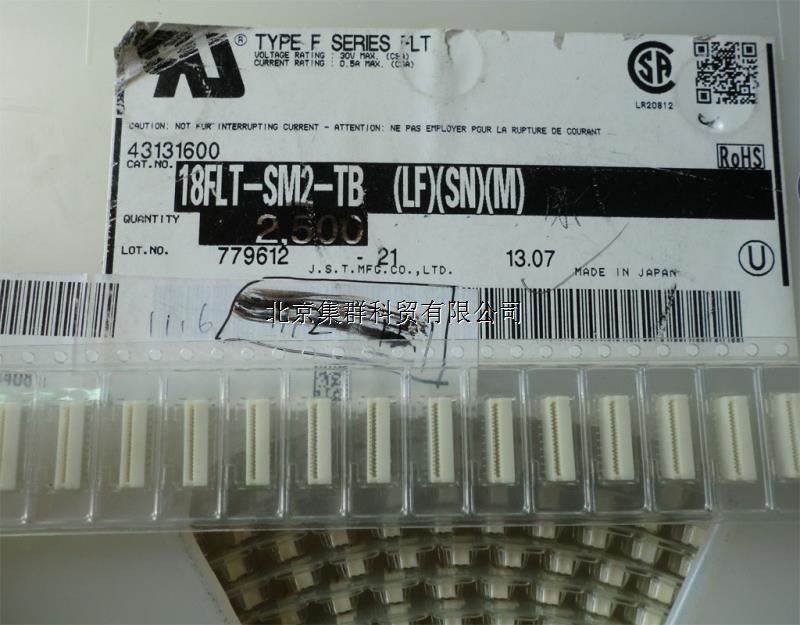 ® TYPE F SERIES FLT
VOLTAGE RATING : 30V MAX. (CSA)
CURRENT RATING : 0.5A MAX. (CSA)
LR20812
CAUTION: NOT FUR INTERRUPTING CURRENT - ATTENTION: NE PAS EMPLOYER POUR LA RUPTURE DE COURANT
43131600
RoHS
CAT.NO. 18FLT-SM2-TB (LF)(SN)(M)
QUANTITY 2,500
LOT.NO. 779612 - 21 13.07
J.S.T.MFG.CO.,LTD. MADE IN JAPAN
U
1116
北京集群科贸有限公司